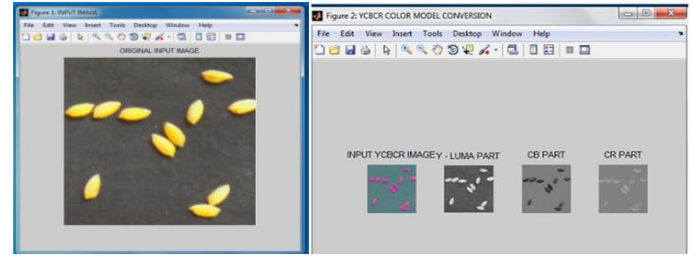 Figure 1: INPUT IMAGE
File Edit View Insert Tools Desktop Window Help
ORIGINAL INPUT IMAGE
Figure 2: YCBCR COLOR MODEL CONVERSION
File Edit View Insert Tools Desktop Window Help
INPUT YCBCR IMAGE Y - LUMA PART CB PART CR PART